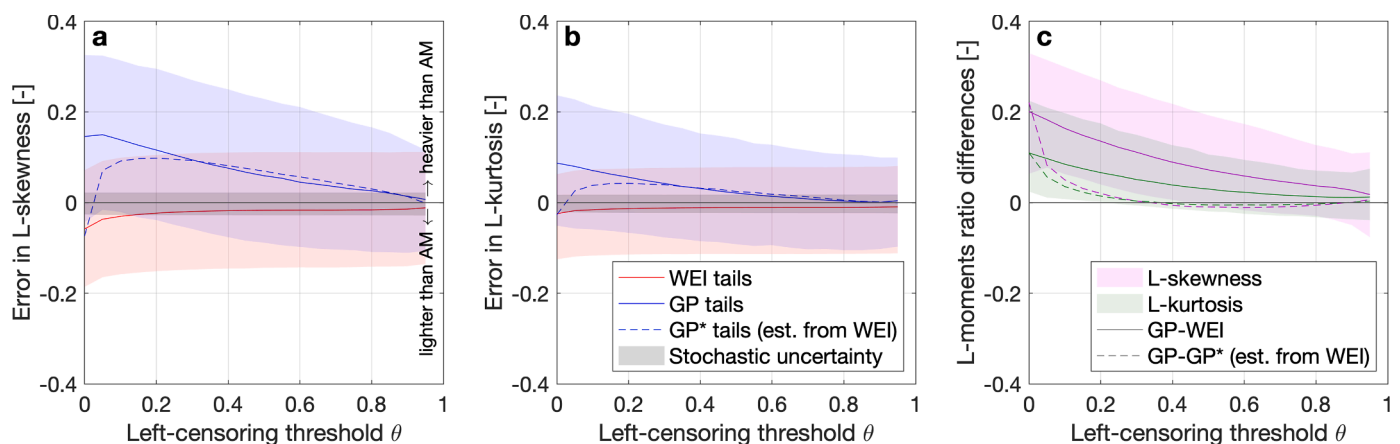 a
0.4
0.2
0
-0.2
-0.4
Error in L-skewness [-]
lighter than AM ⟵ ⟶ heavier than AM
0
0.2
0.4
0.6
0.8
1
Left-censoring threshold θ
b
0.4
0.2
0
-0.2
-0.4
Error in L-kurtosis [-]
WEI tails
GP tails
GP* tails (est. from WEI)
Stochastic uncertainty
0
0.2
0.4
0.6
0.8
1
Left-censoring threshold θ
c
0.4
0.2
0
-0.2
-0.4
L-moments ratio differences [-]
L-skewness
L-kurtosis
GP-WEI
GP-GP* (est. from WEI)
0
0.2
0.4
0.6
0.8
1
Left-censoring threshold θ